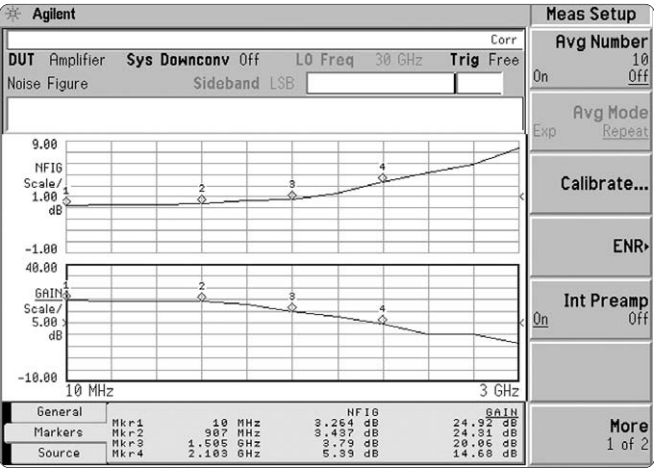 Agilent
Meas Setup
Corr
DUT Amplifier Sys Downconv Off LO Freq 30 GHz Trig Free
Noise Figure Sideband LSB
Avg Number
10
On Off
Avg Mode
Exp Repeat
Calibrate...
ENR
Int Preamp
On Off
More
1 of 2
9.00
NFIG
Scale/
1.00
dB
-1.00
1 2 3 4
40.00
GAIN
Scale/
5.00
dB
-10.00
1 2 3 4
10 MHz 3 GHz
General
Markers
Source
NFIG GAIN
Mkr1 10 MHz 3.264 dB 24.92 dB
Mkr2 907 MHz 3.437 dB 24.31 dB
Mkr3 1.505 GHz 3.79 dB 20.06 dB
Mkr4 2.103 GHz 5.39 dB 14.68 dB